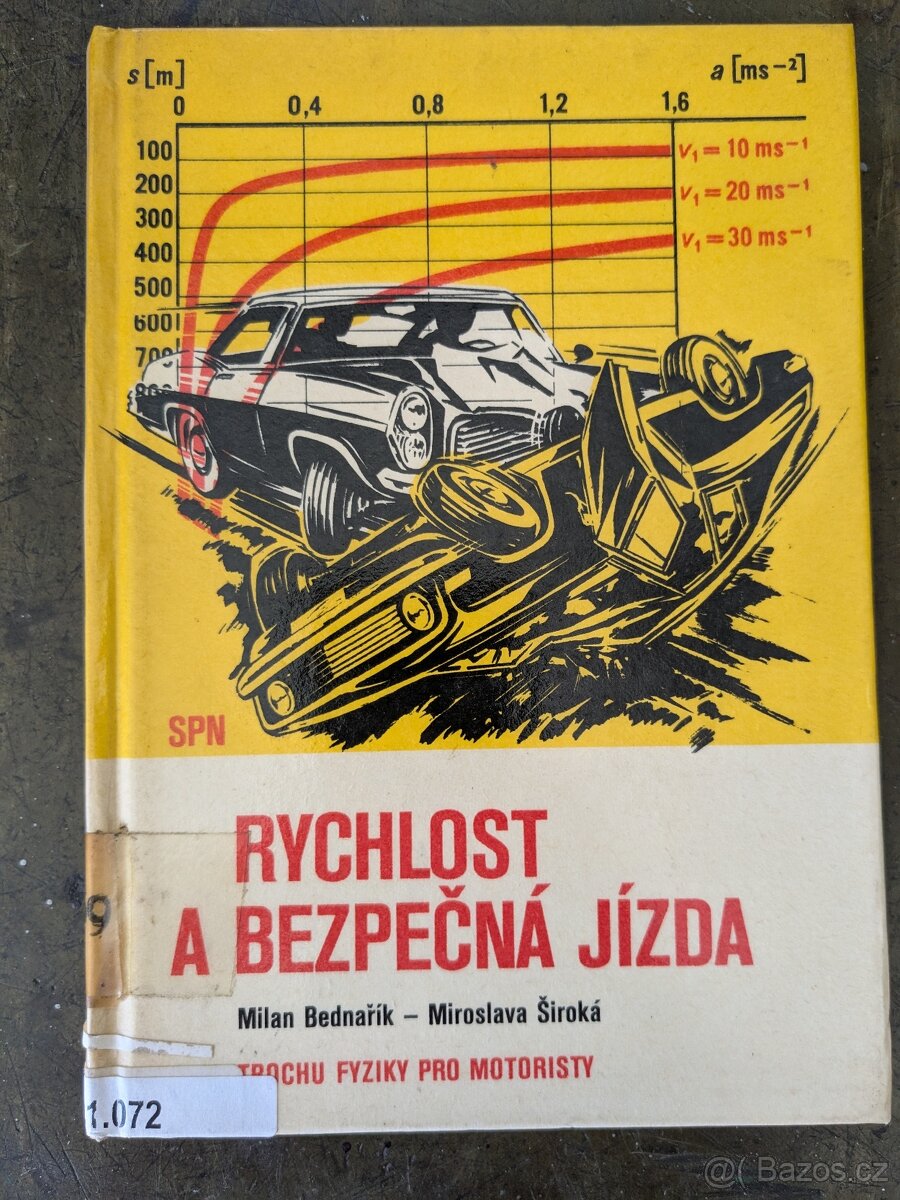 s [m]
a [ms⁻²]
0 0,4 0,8 1,2 1,6
100
v₁ = 10 ms⁻¹
200
v₁ = 20 ms⁻¹
300
v₁ = 30 ms⁻¹
400
500
600
700
SPN
RYCHLOST
A BEZPEČNÁ JÍZDA
9
Milan Bednařík – Miroslava Široká
TROCHU FYZIKY PRO MOTORISTY
1.072
@ Bazos.cz